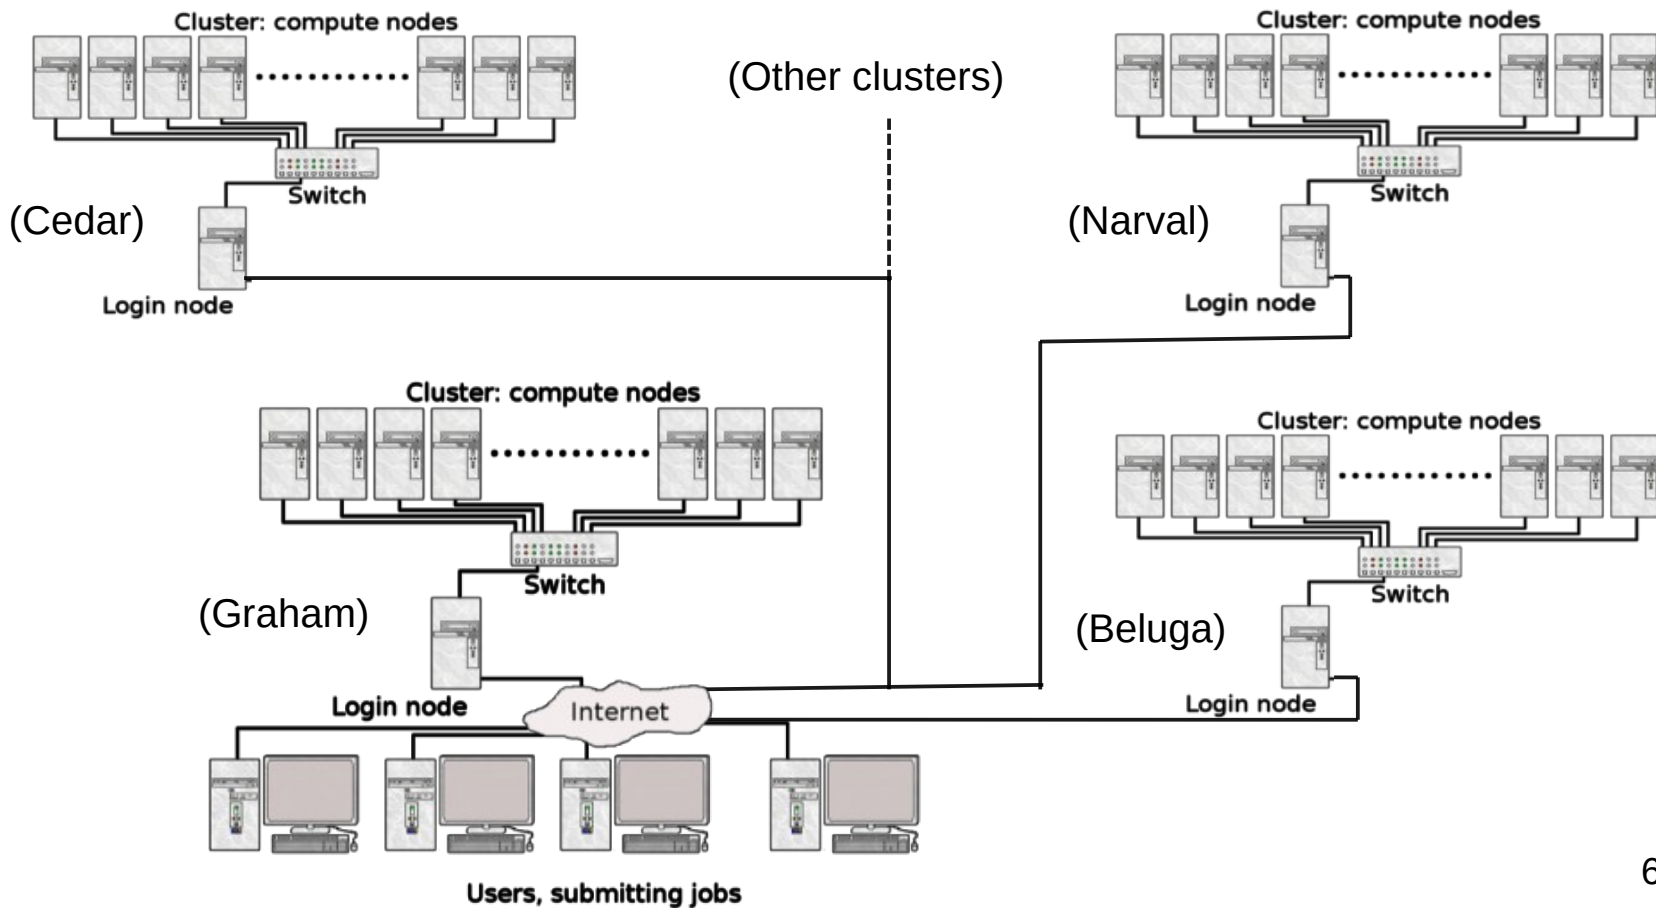 Cluster: compute nodes
Switch
(Cedar)
Login node
(Other clusters)
Cluster: compute nodes
Switch
(Narval)
Login node
Cluster: compute nodes
Switch
(Graham)
Login node
Cluster: compute nodes
Switch
(Beluga)
Login node
Internet
Users, submitting jobs
6